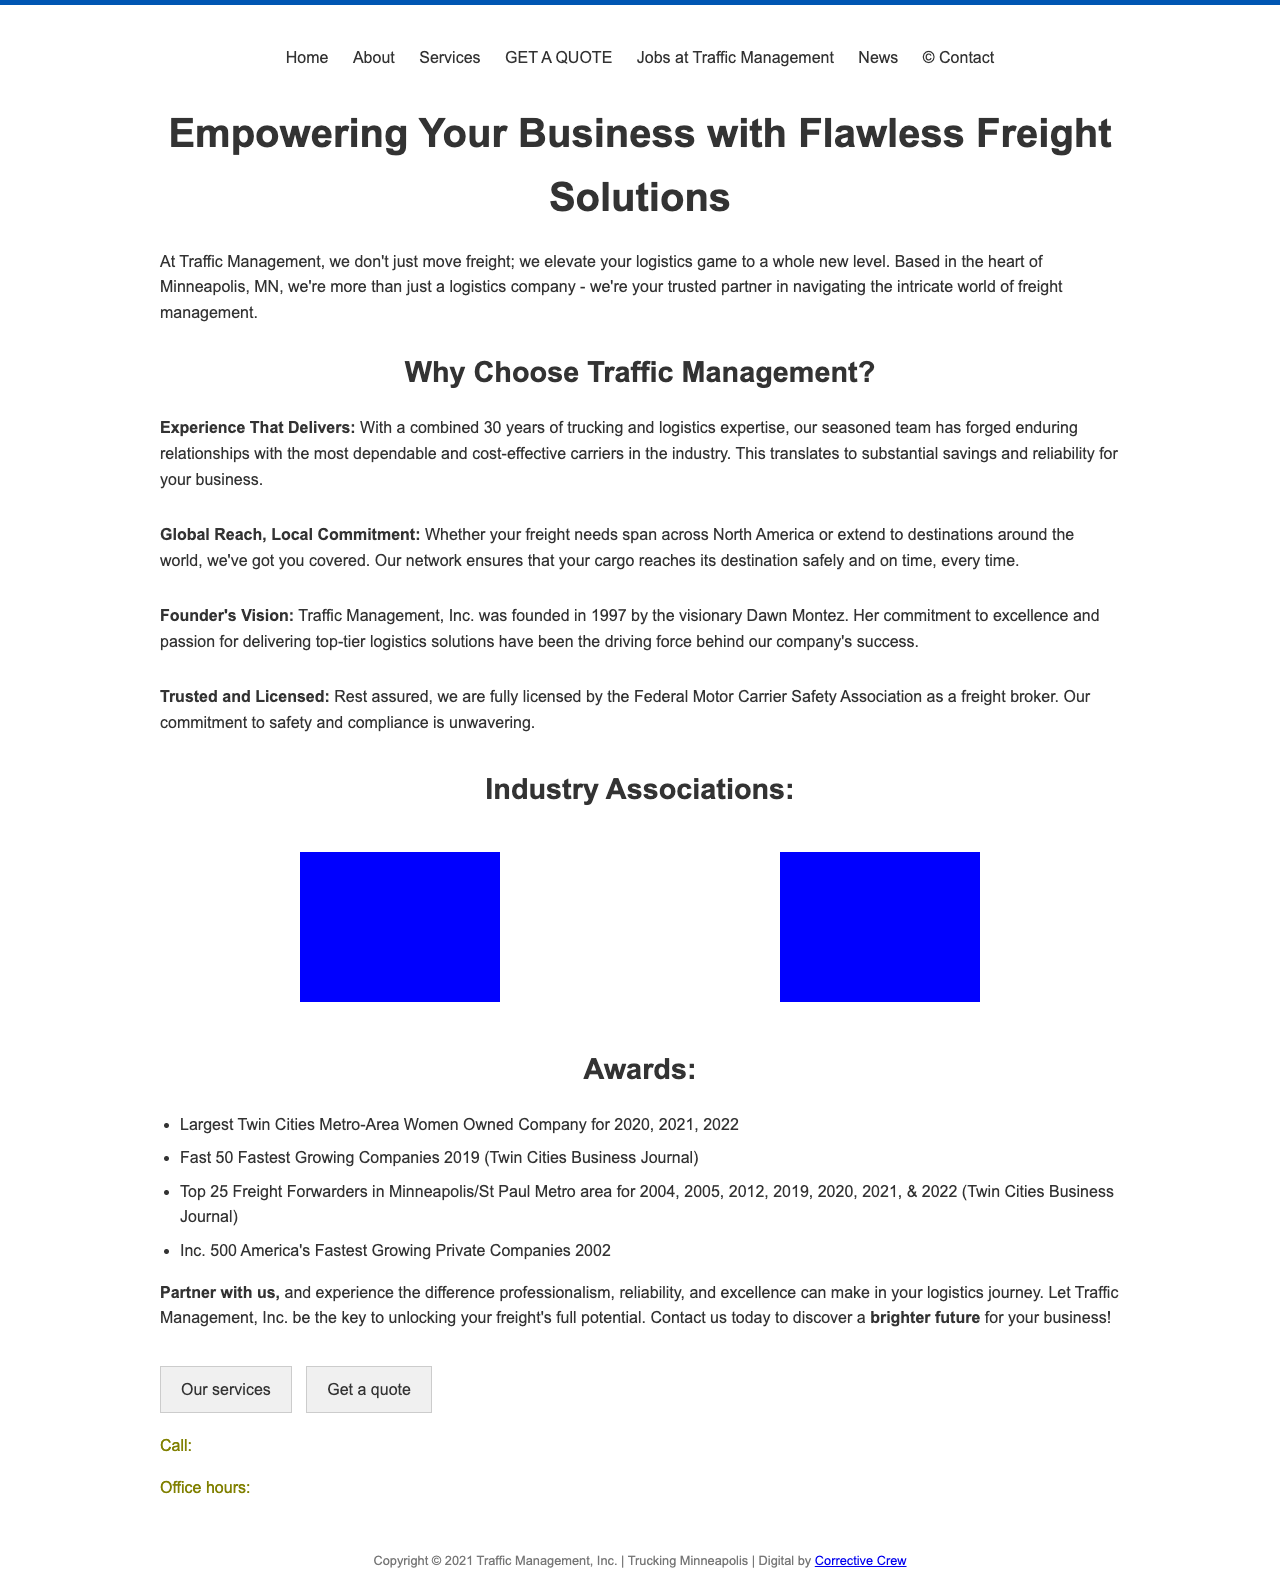 Home About Services GET A QUOTE Jobs at Traffic Management News © Contact
Empowering Your Business with Flawless Freight
Solutions
At Traffic Management, we don't just move freight; we elevate your logistics game to a whole new level. Based in the heart of
Minneapolis, MN, we're more than just a logistics company - we're your trusted partner in navigating the intricate world of freight
management.
Why Choose Traffic Management?
Experience That Delivers: With a combined 30 years of trucking and logistics expertise, our seasoned team has forged enduring
relationships with the most dependable and cost-effective carriers in the industry. This translates to substantial savings and reliability for
your business.
Global Reach, Local Commitment: Whether your freight needs span across North America or extend to destinations around the
world, we've got you covered. Our network ensures that your cargo reaches its destination safely and on time, every time.
Founder's Vision: Traffic Management, Inc. was founded in 1997 by the visionary Dawn Montez. Her commitment to excellence and
passion for delivering top-tier logistics solutions have been the driving force behind our company's success.
Trusted and Licensed: Rest assured, we are fully licensed by the Federal Motor Carrier Safety Association as a freight broker. Our
commitment to safety and compliance is unwavering.
Industry Associations:
Awards:
• Largest Twin Cities Metro-Area Women Owned Company for 2020, 2021, 2022
• Fast 50 Fastest Growing Companies 2019 (Twin Cities Business Journal)
• Top 25 Freight Forwarders in Minneapolis/St Paul Metro area for 2004, 2005, 2012, 2019, 2020, 2021, & 2022 (Twin Cities Business
Journal)
• Inc. 500 America's Fastest Growing Private Companies 2002
Partner with us, and experience the difference professionalism, reliability, and excellence can make in your logistics journey. Let Traffic
Management, Inc. be the key to unlocking your freight's full potential. Contact us today to discover a brighter future for your business!
Our services Get a quote
Call:
Office hours:
Copyright © 2021 Traffic Management, Inc. | Trucking Minneapolis | Digital by Corrective Crew